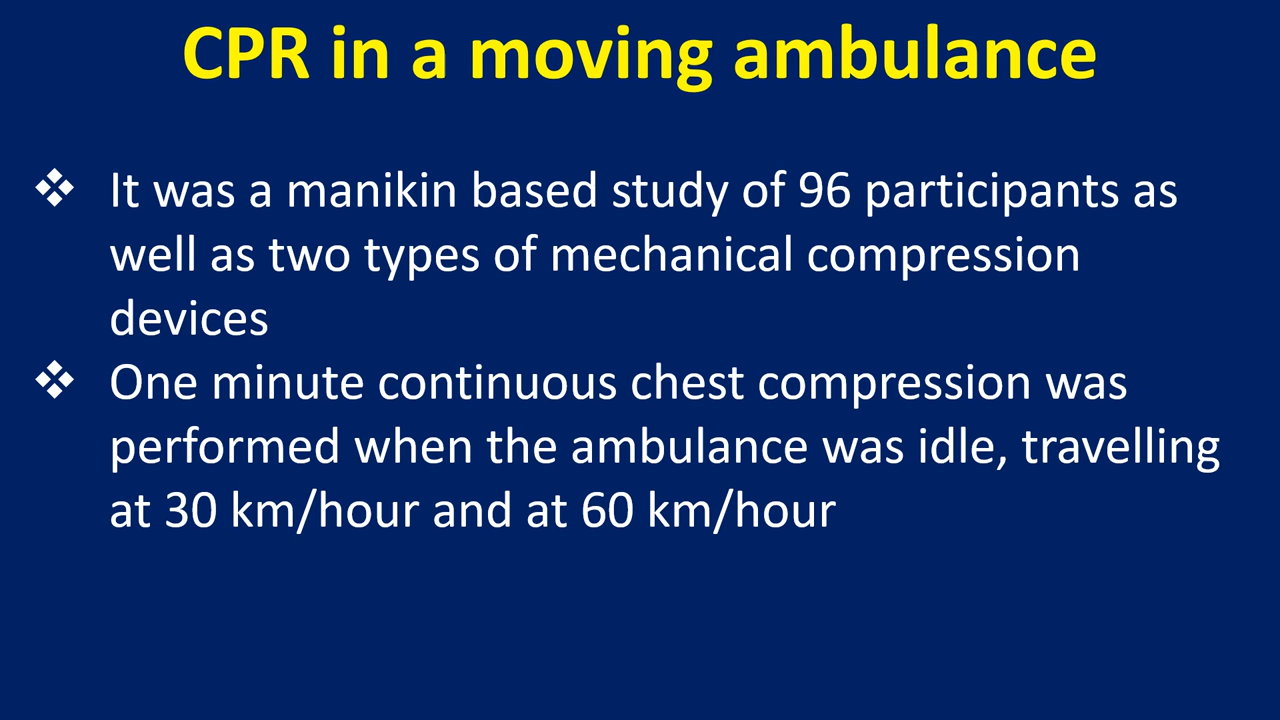 CPR in a moving ambulance
❖ It was a manikin based study of 96 participants as
well as two types of mechanical compression
devices
❖ One minute continuous chest compression was
performed when the ambulance was idle, travelling
at 30 km/hour and at 60 km/hour